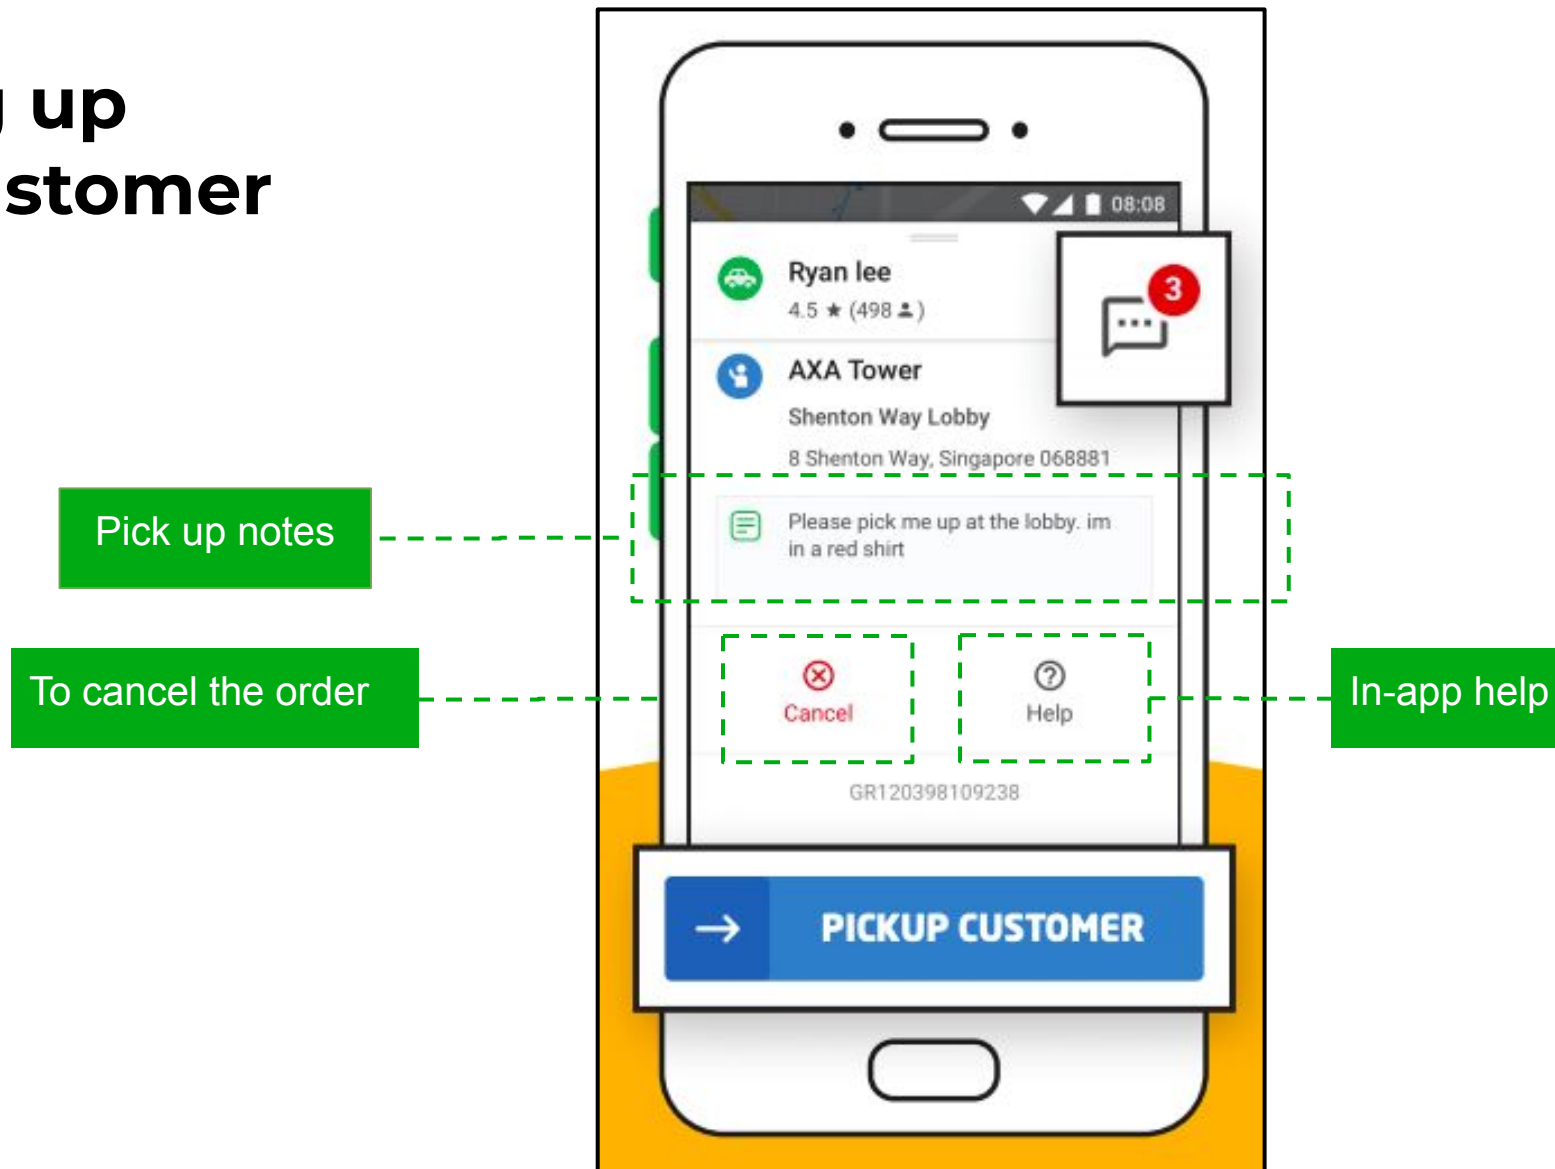 up
stomer
08:08
Ryan lee
4.5 ★ (498)
3
AXA Tower
Shenton Way Lobby
8 Shenton Way, Singapore 068881
Pick up notes
Please pick me up at the lobby. im
in a red shirt
To cancel the order
Cancel
Help
In-app help
GR120398109238
PICKUP CUSTOMER